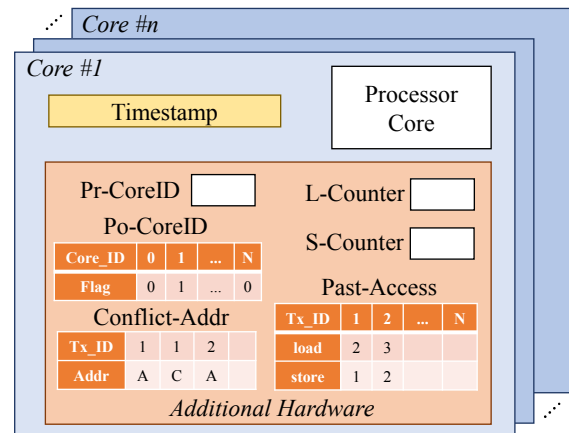 Core #n
Core #1
Timestamp
Processor
Core
Pr-CoreID
L-Counter
Po-CoreID
S-Counter
Core_ID 0 1 ... N
Flag 0 1 ... 0
Past-Access
Conflict-Addr
Tx_ID 1 2 ... N
load 2 3
store 1 2
Tx_ID 1 1 2
Addr A C A
Additional Hardware